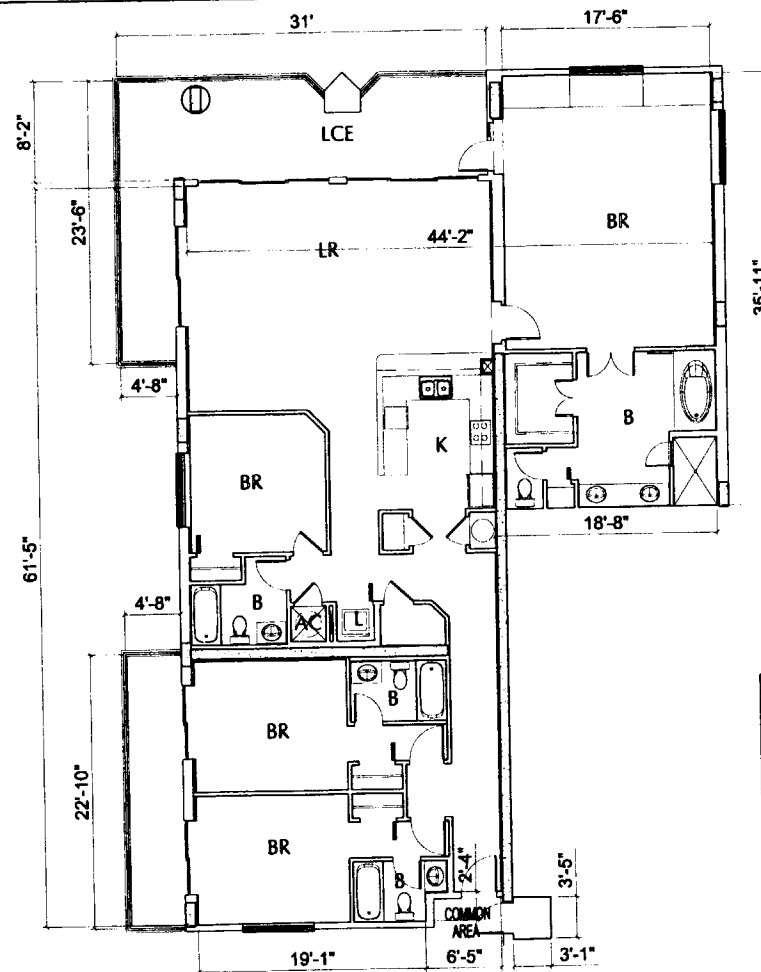 31'
17'-6"
8'-2"
LCE
23'-6"
BR
LR
44'-2"
35'-11"
4'-8"
B
K
BR
18'-8"
61'-5"
4'-8"
B
AC
L
B
BR
22'-10"
BR
B
2'-4"
3'-5"
COMMON
AREA
19'-1"
6'-5"
3'-1"